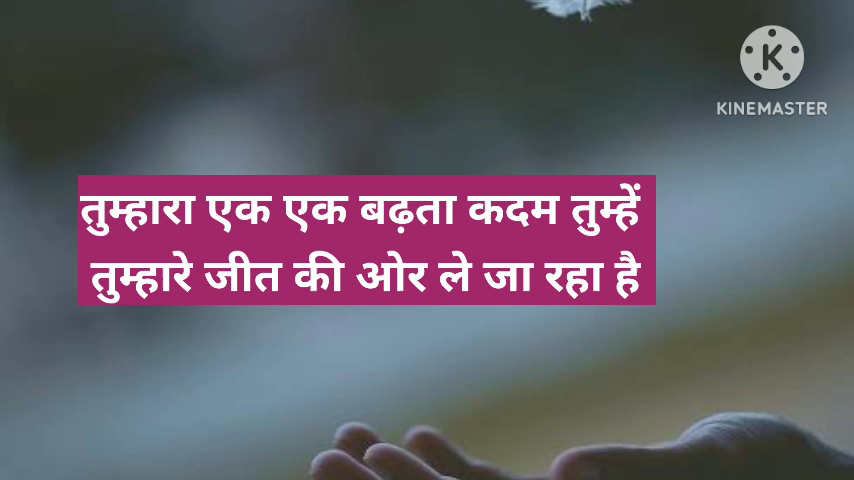 KINEMASTER
तुम्हारा एक एक बढ़ता कदम तुम्हें
तुम्हारे जीत की ओर ले जा रहा है